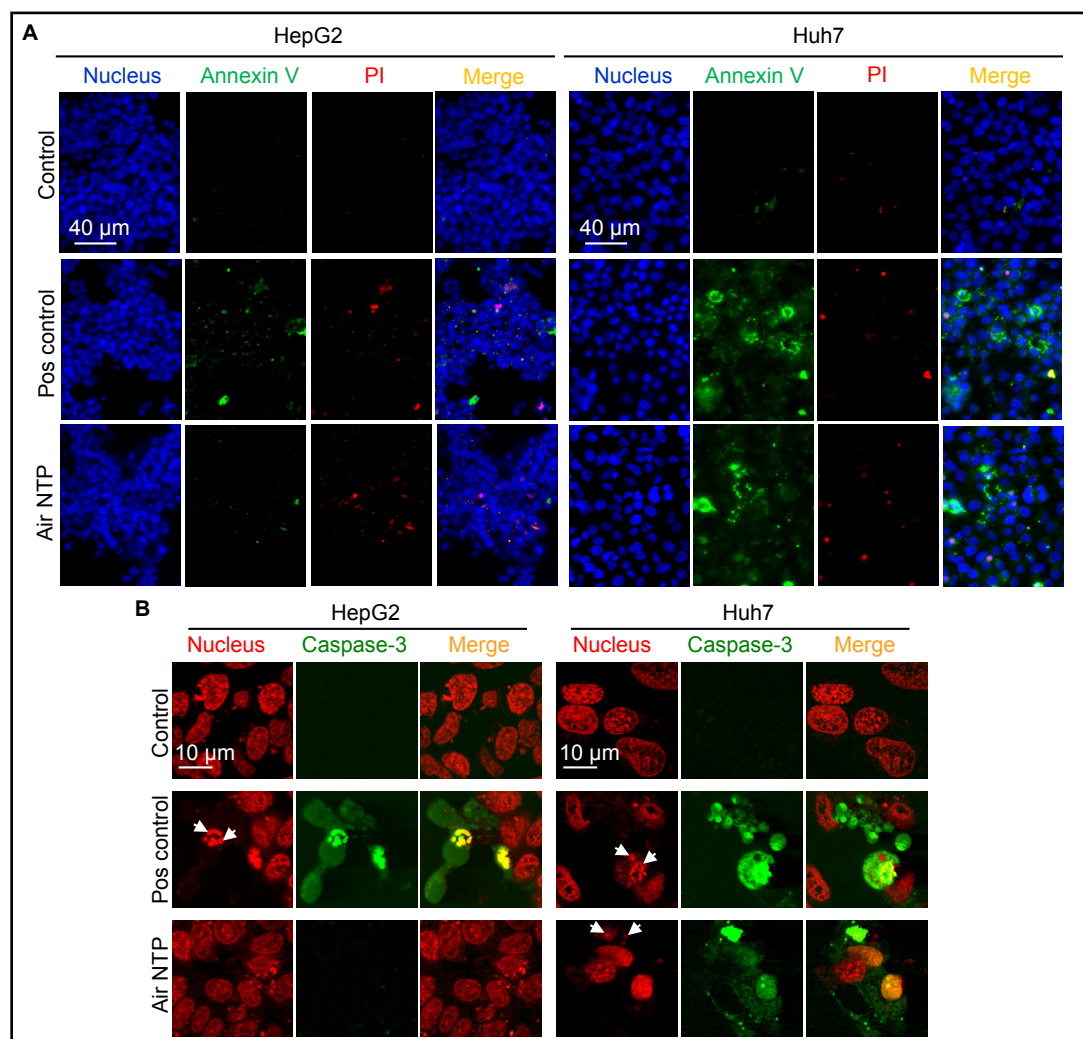 A
HepG2 Huh7
Nucleus Annexin V PI Merge Nucleus Annexin V PI Merge
Control
40 µm 40 µm
Pos control
Air NTP
B
HepG2 Huh7
Nucleus Caspase-3 Merge Nucleus Caspase-3 Merge
Control
10 µm 10 µm
Pos control
Air NTP